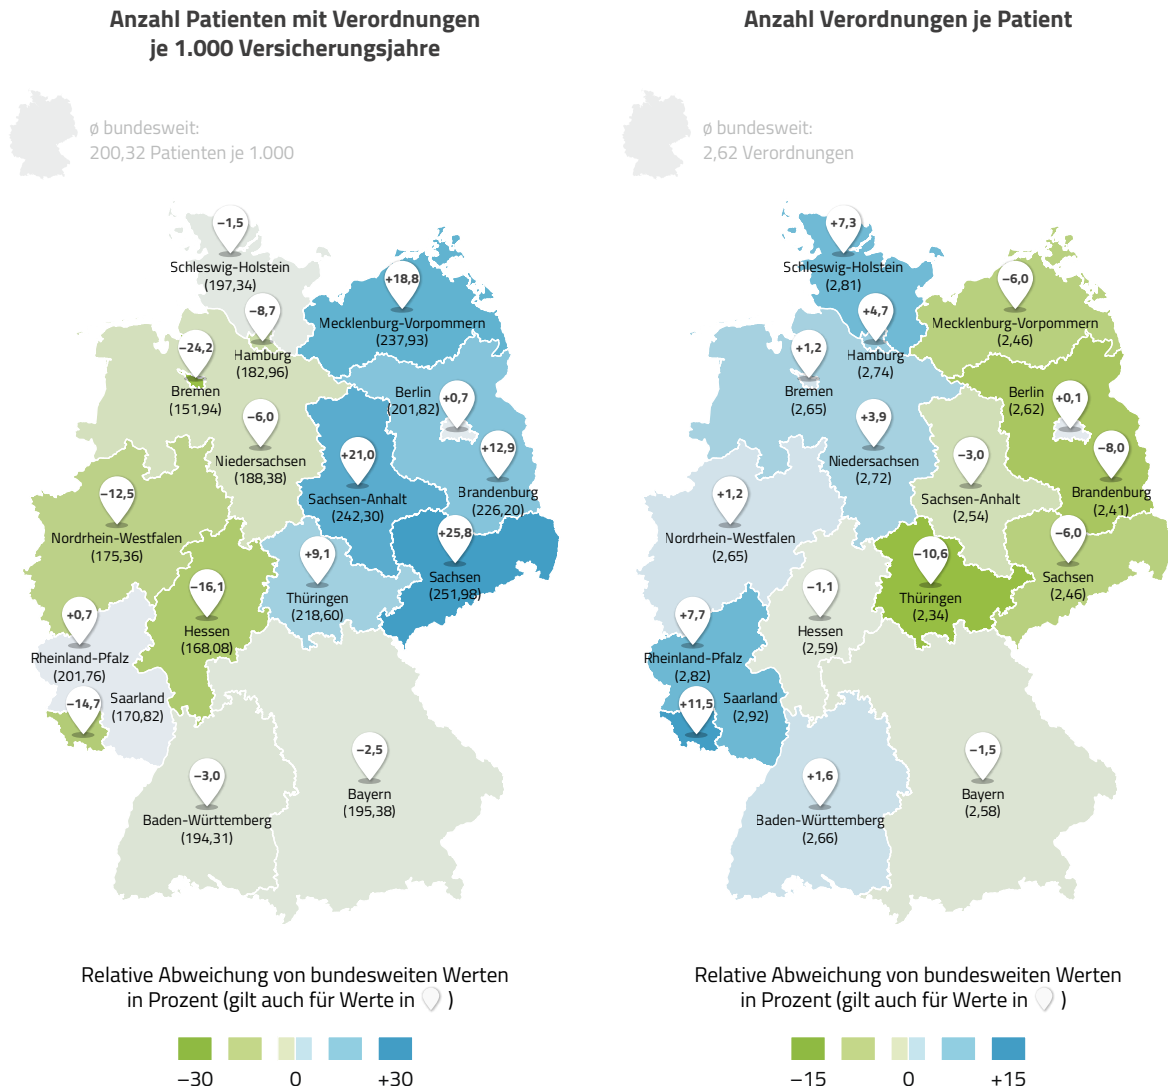 Anzahl Patienten mit Verordnungen
je 1.000 Versicherungsjahre
ø bundesweit:
200,32 Patienten je 1.000
−1,5
Schleswig-Holstein
(197,34)
+18,8
Mecklenburg-Vorpommern
(237,93)
−8,7
Hamburg
(182,96)
−24,2
Bremen
(151,94)
Berlin
(201,82)
+0,7
−6,0
Niedersachsen
(188,38)
+12,9
Brandenburg
(226,20)
+21,0
Sachsen-Anhalt
(242,30)
−12,5
Nordrhein-Westfalen
(175,36)
+25,8
Sachsen
(251,98)
+9,1
Thüringen
(218,60)
−16,1
Hessen
(168,08)
+0,7
Rheinland-Pfalz
(201,76)
Saarland
(170,82)
−14,7
−2,5
Bayern
(195,38)
−3,0
Baden-Württemberg
(194,31)
Relative Abweichung von bundesweiten Werten
in Prozent (gilt auch für Werte in )
−30 0 +30
Anzahl Verordnungen je Patient
ø bundesweit:
2,62 Verordnungen
+7,3
Schleswig-Holstein
(2,81)
−6,0
Mecklenburg-Vorpommern
(2,46)
+4,7
Hamburg
(2,74)
+1,2
Bremen
(2,65)
Berlin
(2,62)
+0,1
+3,9
Niedersachsen
(2,72)
−8,0
Brandenburg
(2,41)
−3,0
Sachsen-Anhalt
(2,54)
+1,2
Nordrhein-Westfalen
(2,65)
−6,0
Sachsen
(2,46)
−10,6
Thüringen
(2,34)
−1,1
Hessen
(2,59)
+7,7
Rheinland-Pfalz
(2,82)
Saarland
(2,92)
+11,5
−1,5
Bayern
(2,58)
+1,6
Baden-Württemberg
(2,66)
Relative Abweichung von bundesweiten Werten
in Prozent (gilt auch für Werte in )
−15 0 +15